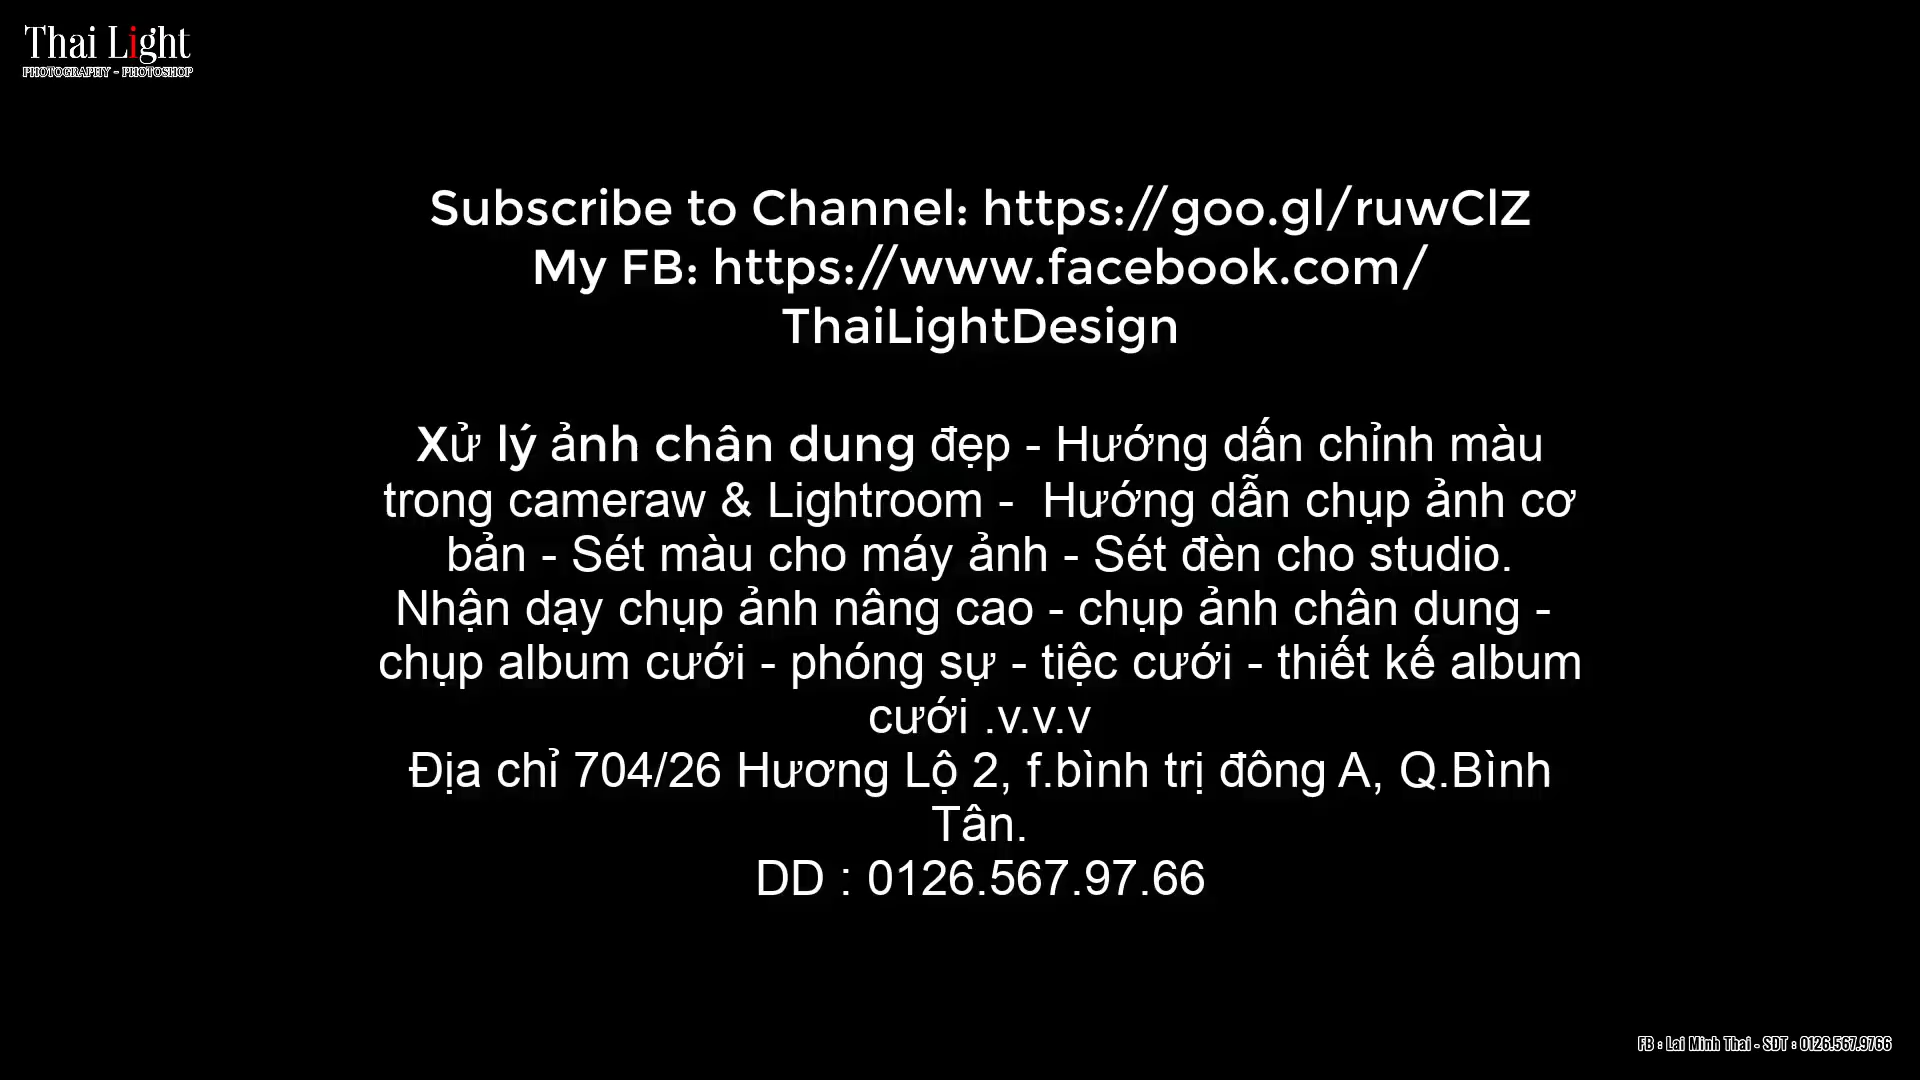 Thai Light
PHOTOGRAPHY - PHOTOSHOP
Subscribe to Channel: https://goo.gl/ruwClZ
My FB: https://www.facebook.com/
ThaiLightDesign
Xử lý ảnh chân dung đẹp - Hướng dấn chỉnh màu
trong cameraw & Lightroom - Hướng dẫn chụp ảnh cơ
bản - Sét màu cho máy ảnh - Sét đèn cho studio.
Nhận dạy chụp ảnh nâng cao - chụp ảnh chân dung -
chụp album cưới - phóng sự - tiệc cưới - thiết kế album
cưới .v.v.v
Địa chỉ 704/26 Hương Lộ 2, f.bình trị đông A, Q.Bình
Tân.
DD : 0126.567.97.66
FB : Lai Minh Thai - SDT : 0126.567.9766